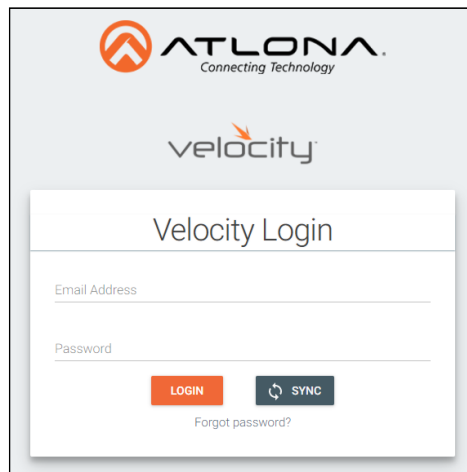 ATLONA.
Connecting Technology
velocity
Velocity Login
Email Address
Password
LOGIN
SYNC
Forgot password?